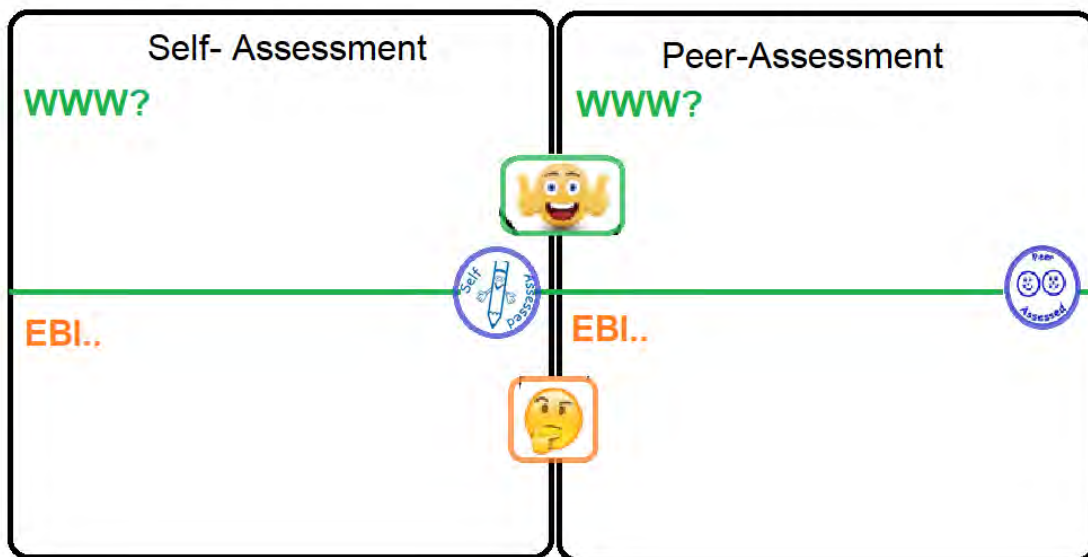 Self- Assessment
WWW?
Self Assessed
EBI..
Peer-Assessment
WWW?
Peer
Assessed
EBI..